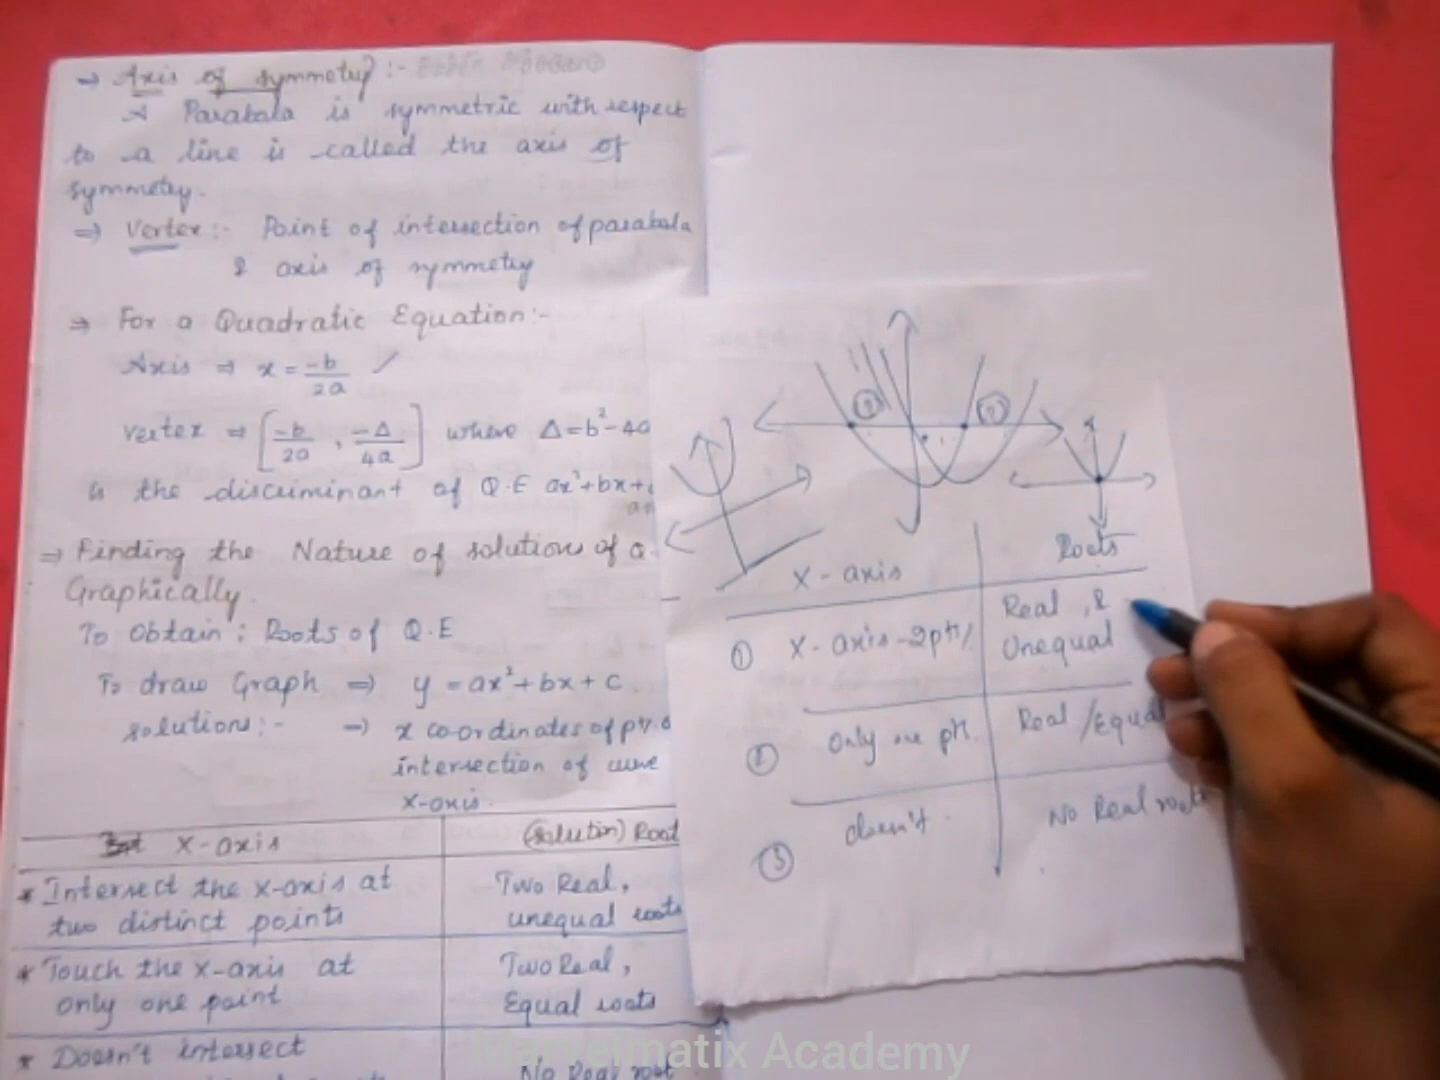 ⇒ Axis of symmetry :-
Parabala is symmetric with respect
to a line is called the axis of
symmetry.
⇒ Vertex :- Point of intersection of parabala
& axis of symmetry
⇒ For a Quadratic Equation:-
Axis ⇒ x = -b/2a
vertex ⇒ [-b/2a , -Δ/4a] where Δ=b²-4a
is the discriminant of Q.E ax²+bx+c
⇒ Finding the Nature of solution of Q.
Graphically.
To Obtain : Roots of Q.E
To draw Graph ⇒ y = ax²+bx+c.
solutions:- ⇒ x co-ordinates of pt.
intersection of curve
X-axis.
X-axis (solution) Root
* Intersect the x-axis at Two Real,
two distinct points unequal roots
* Touch the x-axis at Two Real,
only one point Equal roots
* Doesn't intersect No Real root
X-axis Roots
① X-axis-2pt/ Real, &
Unequal
② Only one pt. Real/Equal
③ doesn't. No Real roots
Marvelmatix Academy